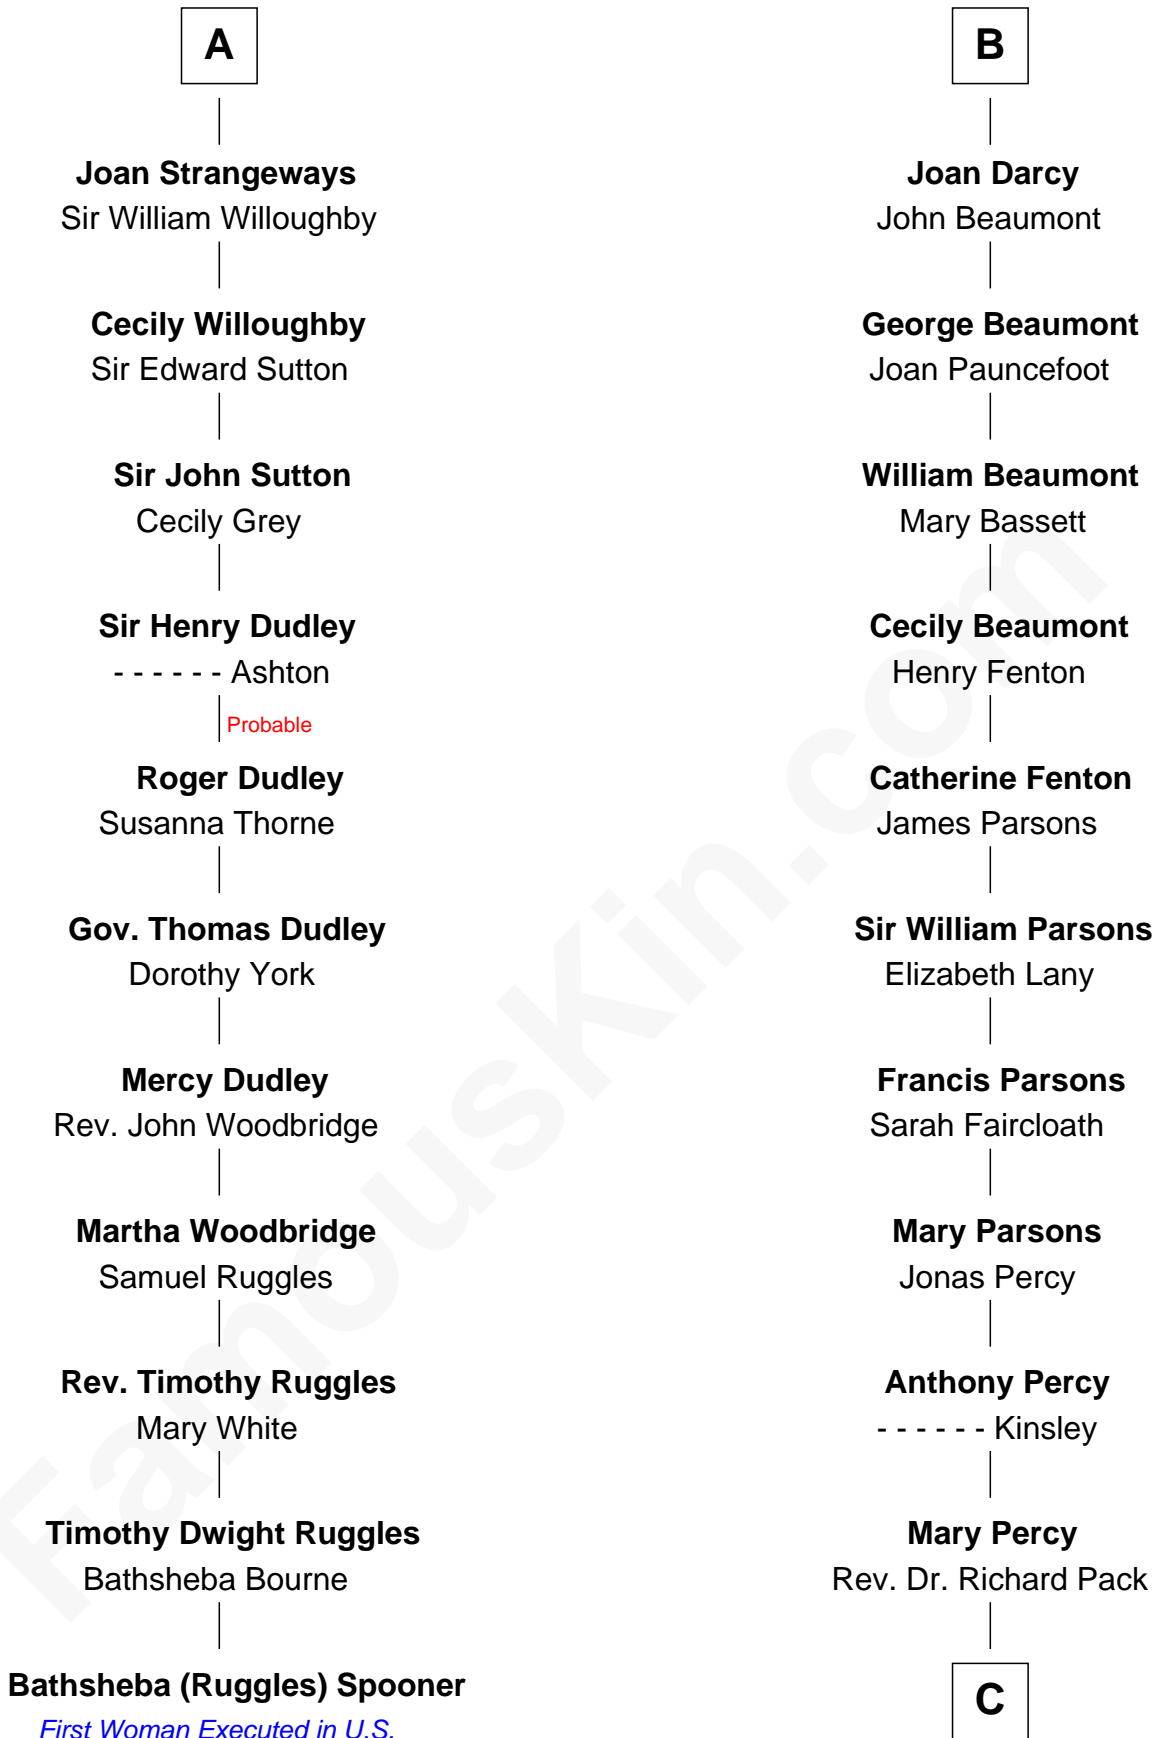 A
Joan Strangeways
Sir William Willoughby
Cecily Willoughby
Sir Edward Sutton
Sir John Sutton
Cecily Grey
Sir Henry Dudley
- - - - - - Ashton
Probable
Roger Dudley
Susanna Thorne
Gov. Thomas Dudley
Dorothy York
Mercy Dudley
Rev. John Woodbridge
Martha Woodbridge
Samuel Ruggles
Rev. Timothy Ruggles
Mary White
Timothy Dwight Ruggles
Bathsheba Bourne
Bathsheba (Ruggles) Spooner
First Woman Executed in U.S.
B
Joan Darcy
John Beaumont
George Beaumont
Joan Pauncefoot
William Beaumont
Mary Bassett
Cecily Beaumont
Henry Fenton
Catherine Fenton
James Parsons
Sir William Parsons
Elizabeth Lany
Francis Parsons
Sarah Faircloath
Mary Parsons
Jonas Percy
Anthony Percy
- - - - - - Kinsley
Mary Percy
Rev. Dr. Richard Pack
C
FamousKin.com